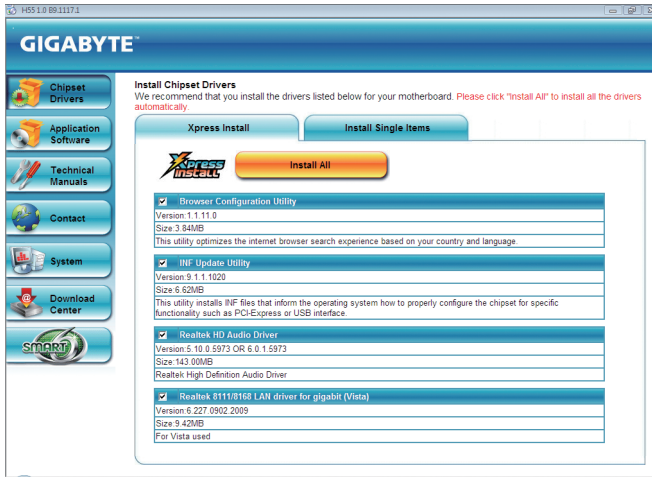 H55 1.0 B9.1117.1
GIGABYTE™
Chipset
Drivers
Application
Software
Technical
Manuals
Contact
System
Download
Center
SMART 6
Install Chipset Drivers
We recommend that you install the drivers listed below for your motherboard. Please click "Install All" to install all the drivers
automatically.
Xpress Install
Install Single Items
Xpress
Install
Install All
Browser Configuration Utility
Version:1.1.11.0
Size:3.84MB
This utility optimizes the internet browser search experience based on your country and language.
INF Update Utility
Version:9.1.1.1020
Size:6.62MB
This utility installs INF files that inform the operating system how to properly configure the chipset for specific
functionality such as PCI-Express or USB interface.
Realtek HD Audio Driver
Version:5.10.0.5973 OR 6.0.1.5973
Size:143.00MB
Realtek High Definition Audio Driver
Realtek 8111/8168 LAN driver for gigabit (Vista)
Version:6.227.0902.2009
Size:9.42MB
For Vista used